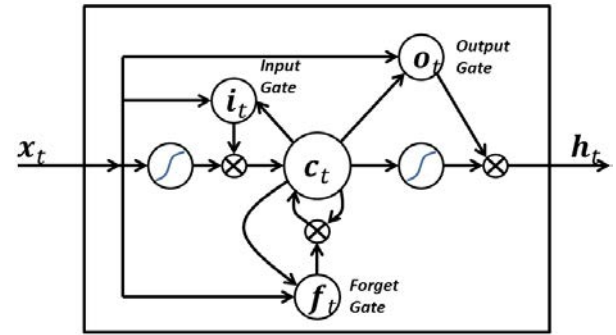 Output
Gate
o_t
Input
Gate
i_t
x_t
c_t
h_t
f_t
Forget
Gate